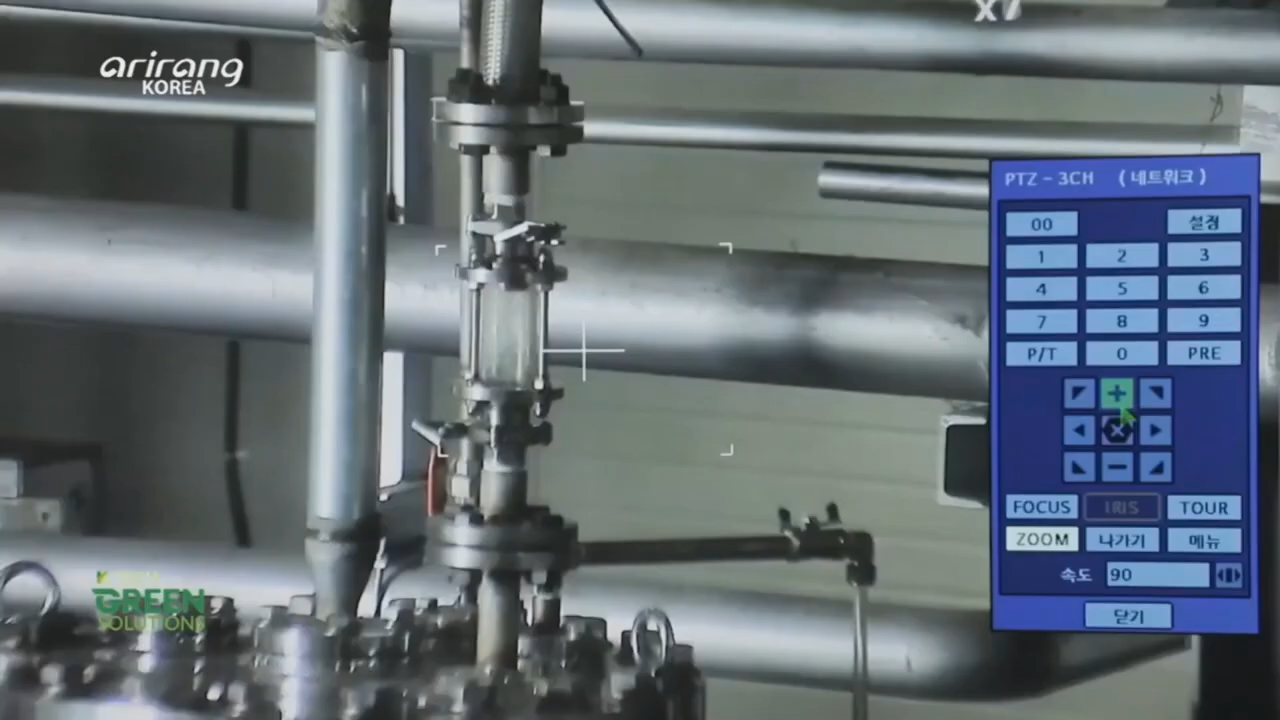 x7
arirang
KOREA
PTZ - 3CH ( 네트워크 )
00 설정
1 2 3
4 5 6
7 8 9
P/T 0 PRE
FOCUS IRIS TOUR
ZOOM 나가기 메뉴
속도 90
닫기
GREEN
SOLUTIONS